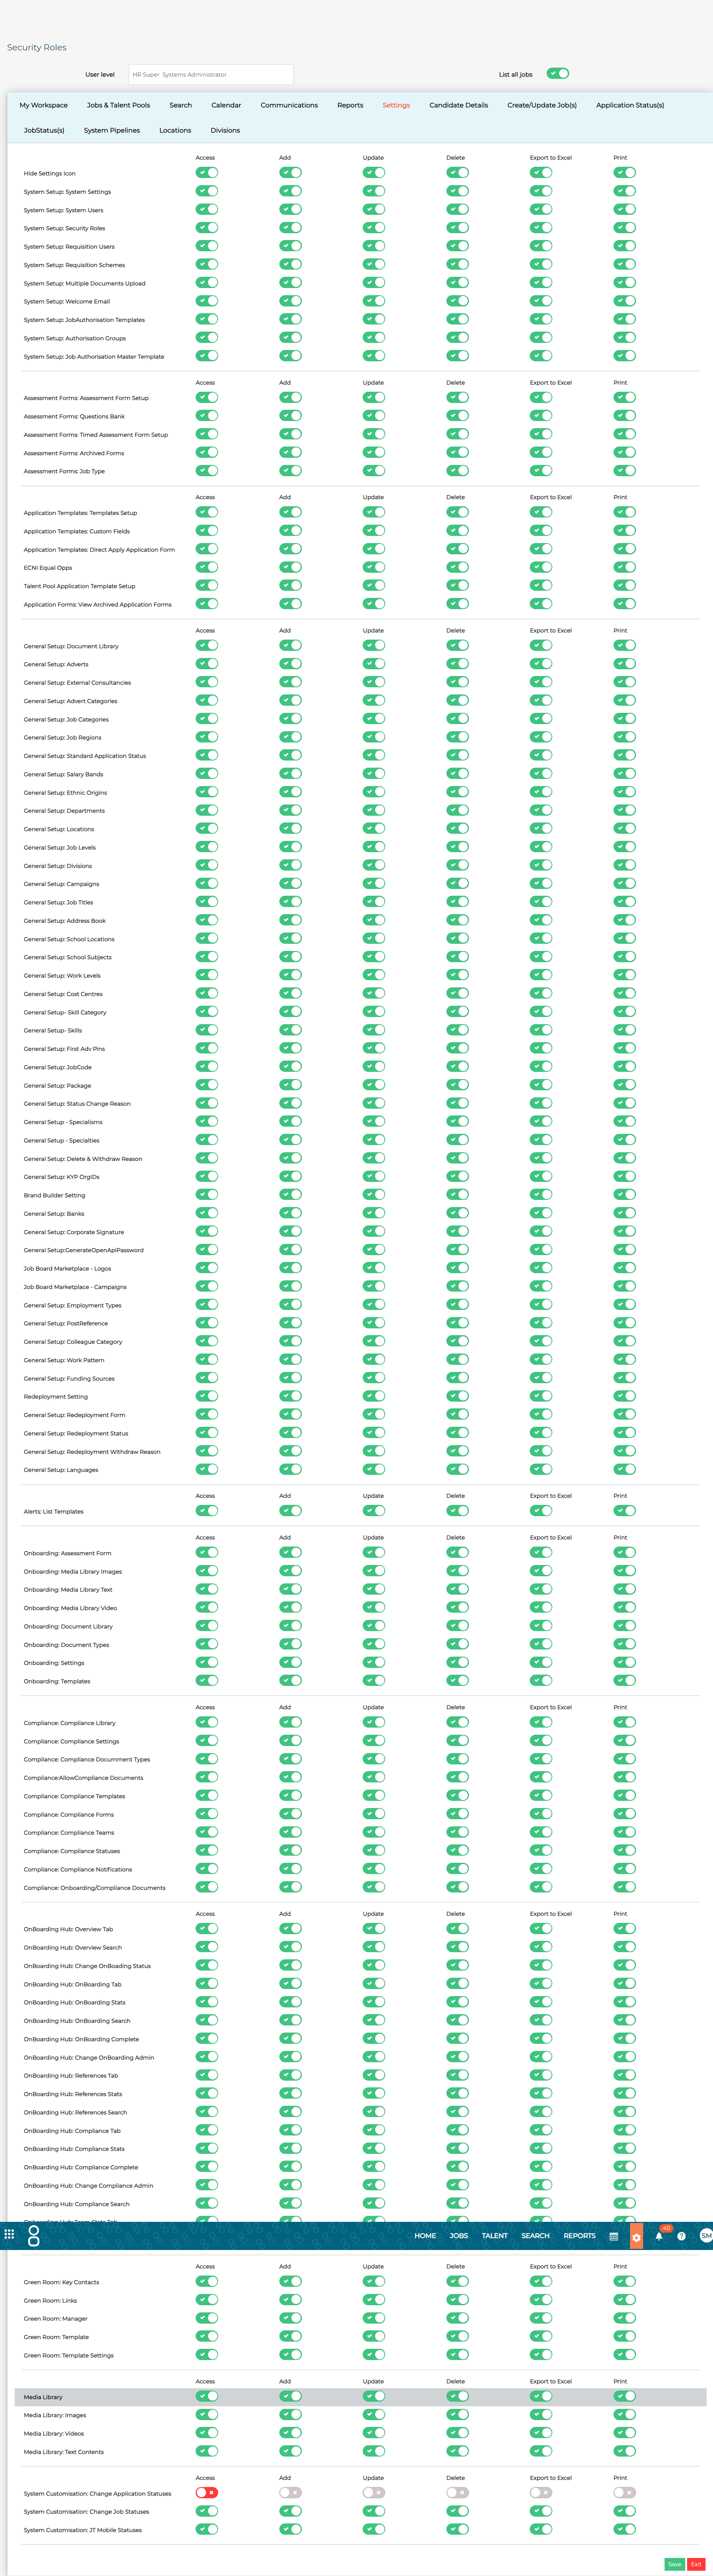 Security Roles
User level HR Super Systems Administrator List all jobs
My Workspace Jobs & Talent Pools Search Calendar Communications Reports Settings Candidate Details Create/Update Job(s) Application Status(s)
JobStatus(s) System Pipelines Locations Divisions
Access Add Update Delete Export to Excel Print
Hide Settings Icon
System Setup: System Settings
System Setup: System Users
System Setup: Security Roles
System Setup: Requisition Users
System Setup: Requisition Schemes
System Setup: Multiple Documents Upload
System Setup: Welcome Email
System Setup: JobAuthorisation Templates
System Setup: Authorisation Groups
System Setup: Job Authorisation Master Template
Access Add Update Delete Export to Excel Print
Assessment Forms: Assessment Form Setup
Assessment Forms: Questions Bank
Assessment Forms: Timed Assessment Form Setup
Assessment Forms: Archived Forms
Assessment Forms: Job Type
Access Add Update Delete Export to Excel Print
Application Templates: Templates Setup
Application Templates: Custom Fields
Application Templates: Direct Apply Application Form
ECNI Equal Opps
Talent Pool Application Template Setup
Application Forms: View Archived Application Forms
Access Add Update Delete Export to Excel Print
General Setup: Document Library
General Setup: Adverts
General Setup: External Consultancies
General Setup: Advert Categories
General Setup: Job Categories
General Setup: Job Regions
General Setup: Standard Application Status
General Setup: Salary Bands
General Setup: Ethnic Origins
General Setup: Departments
General Setup: Locations
General Setup: Job Levels
General Setup: Divisions
General Setup: Campaigns
General Setup: Job Titles
General Setup: Address Book
General Setup: School Locations
General Setup: School Subjects
General Setup: Work Levels
General Setup: Cost Centres
General Setup- Skill Category
General Setup- Skills
General Setup: First Adv PIns
General Setup: JobCode
General Setup: Package
General Setup: Status Change Reason
General Setup - Specialisms
General Setup - Specialties
General Setup: Delete & Withdraw Reason
General Setup: KYP OrgIDs
Brand Builder Setting
General Setup: Banks
General Setup: Corporate Signature
General Setup:GenerateOpenApiPassword
Job Board Marketplace - Logos
Job Board Marketplace - Campaigns
General Setup: Employment Types
General Setup: PostReference
General Setup: Colleague Category
General Setup: Work Pattern
General Setup: Funding Sources
Redeployment Setting
General Setup: Redeployment Form
General Setup: Redeployment Status
General Setup: Redeployment Withdraw Reason
General Setup: Languages
Access Add Update Delete Export to Excel Print
Alerts: List Templates
Access Add Update Delete Export to Excel Print
Onboarding: Assessment Form
Onboarding: Media Library Images
Onboarding: Media Library Text
Onboarding: Media Library Video
Onboarding: Document Library
Onboarding: Document Types
Onboarding: Settings
Onboarding: Templates
Access Add Update Delete Export to Excel Print
Compliance: Compliance Library
Compliance: Compliance Settings
Compliance: Compliance Documment Types
Compliance:AllowCompliance Documents
Compliance: Compliance Templates
Compliance: Compliance Forms
Compliance: Compliance Teams
Compliance: Compliance Statuses
Compliance: Compliance Notifications
Compliance: Onboarding/Compliance Documents
Access Add Update Delete Export to Excel Print
OnBoarding Hub: Overview Tab
OnBoarding Hub: Overview Search
OnBoarding Hub: Change OnBoading Status
OnBoarding Hub: OnBoarding Tab
OnBoarding Hub: OnBoarding Stats
OnBoarding Hub: OnBoarding Search
OnBoarding Hub: OnBoarding Complete
OnBoarding Hub: Change OnBoarding Admin
OnBoarding Hub: References Tab
OnBoarding Hub: References Stats
OnBoarding Hub: References Search
OnBoarding Hub: Compliance Tab
OnBoarding Hub: Compliance Stats
OnBoarding Hub: Compliance Complete
OnBoarding Hub: Change Compliance Admin
OnBoarding Hub: Compliance Search
HOME JOBS TALENT SEARCH REPORTS 40 ? SM
Access Add Update Delete Export to Excel Print
Green Room: Key Contacts
Green Room: Links
Green Room: Manager
Green Room: Template
Green Room: Template Settings
Access Add Update Delete Export to Excel Print
Media Library
Media Library: Images
Media Library: Videos
Media Library: Text Contents
Access Add Update Delete Export to Excel Print
System Customisation: Change Application Statuses
System Customisation: Change Job Statuses
System Customisation: JT Mobile Statuses
Save Exit